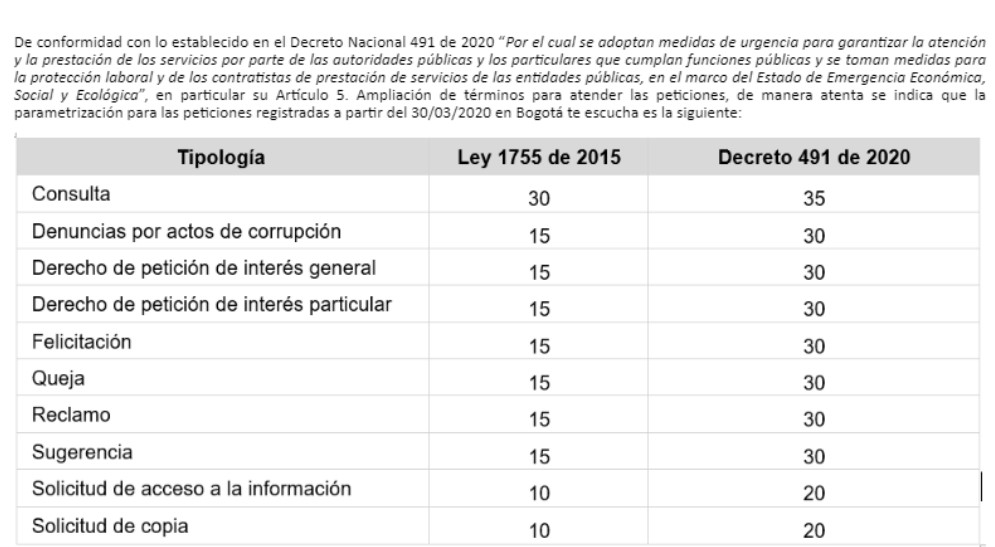 De conformidad con lo establecido en el Decreto Nacional 491 de 2020 "Por el cual se adoptan medidas de urgencia para garantizar la atención
y la prestación de los servicios por parte de las autoridades públicas y los particulares que cumplan funciones públicas y se toman medidas para
la protección laboral y de los contratistas de prestación de servicios de las entidades públicas, en el marco del Estado de Emergencia Económica,
Social y Ecológica", en particular su Artículo 5. Ampliación de términos para atender las peticiones, de manera atenta se indica que la
parametrización para las peticiones registradas a partir del 30/03/2020 en Bogotá te escucha es la siguiente:
Tipología Ley 1755 de 2015 Decreto 491 de 2020
Consulta 30 35
Denuncias por actos de corrupción 15 30
Derecho de petición de interés general 15 30
Derecho de petición de interés particular 15 30
Felicitación 15 30
Queja 15 30
Reclamo 15 30
Sugerencia 15 30
Solicitud de acceso a la información 10 20
Solicitud de copia 10 20